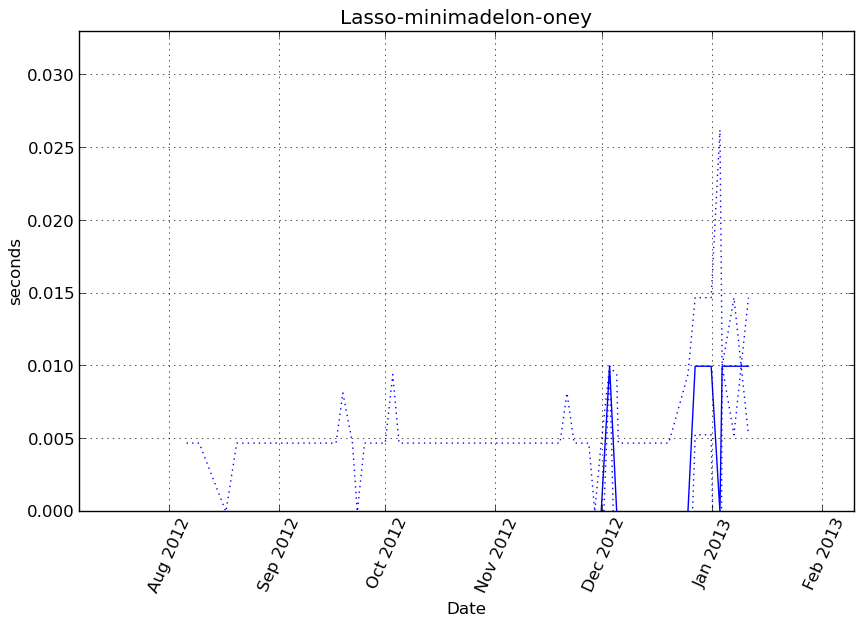 Lasso-minimadelon-oney
0.030
0.025
0.020
0.015
0.010
0.005
0.000
seconds
Aug 2012
Sep 2012
Oct 2012
Nov 2012
Dec 2012
Jan 2013
Feb 2013
Date